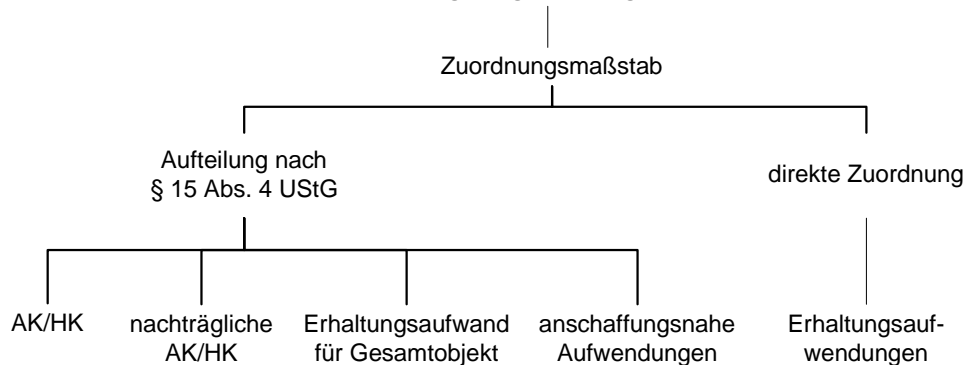 Zuordnungsmaßstab
Aufteilung nach
§ 15 Abs. 4 UStG
direkte Zuordnung
AK/HK
nachträgliche
AK/HK
Erhaltungsaufwand
für Gesamtobjekt
anschaffungsnahe
Aufwendungen
Erhaltungsauf-
wendungen